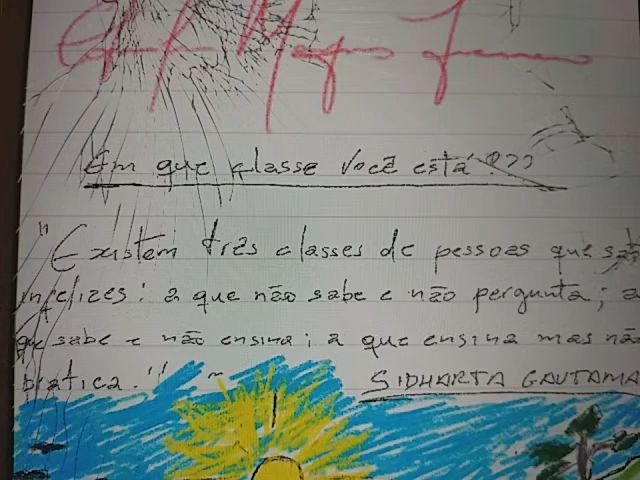 Em que classe você está???
"Existem três classes de pessoas que são
infelizes: a que não sabe e não pergunta; a
que sabe e não ensina; a que ensina mas não
pratica."
SIDHARTA GAUTAMA